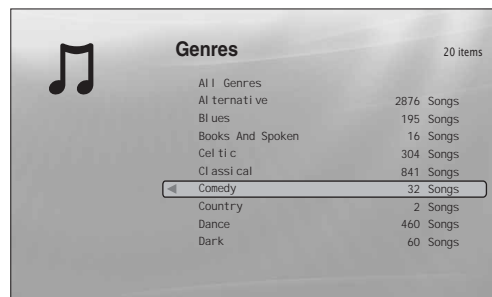 Genres 20 items
All Genres
Alternative 2876 Songs
Blues 195 Songs
Books And Spoken 16 Songs
Celtic 304 Songs
Classical 841 Songs
Comedy 32 Songs
Country 2 Songs
Dance 460 Songs
Dark 60 Songs